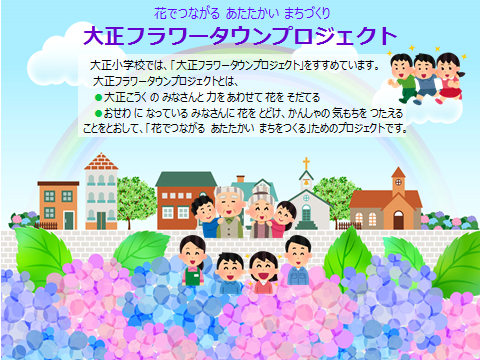 花でつながる あたたかい まちづくり
大正フラワータウンプロジェクト
大正小学校では、「大正フラワータウンプロジェクト」をすすめています。
大正フラワータウンプロジェクトとは、
●大正こうく の みなさんと 力を あわせて 花を そだてる
●おせわ に なっている みなさんに 花を とどけ、かんしゃの 気もちを つたえる
ことをとおして、「花でつながる あたたかい まちをつくる」ためのプロジェクトです。